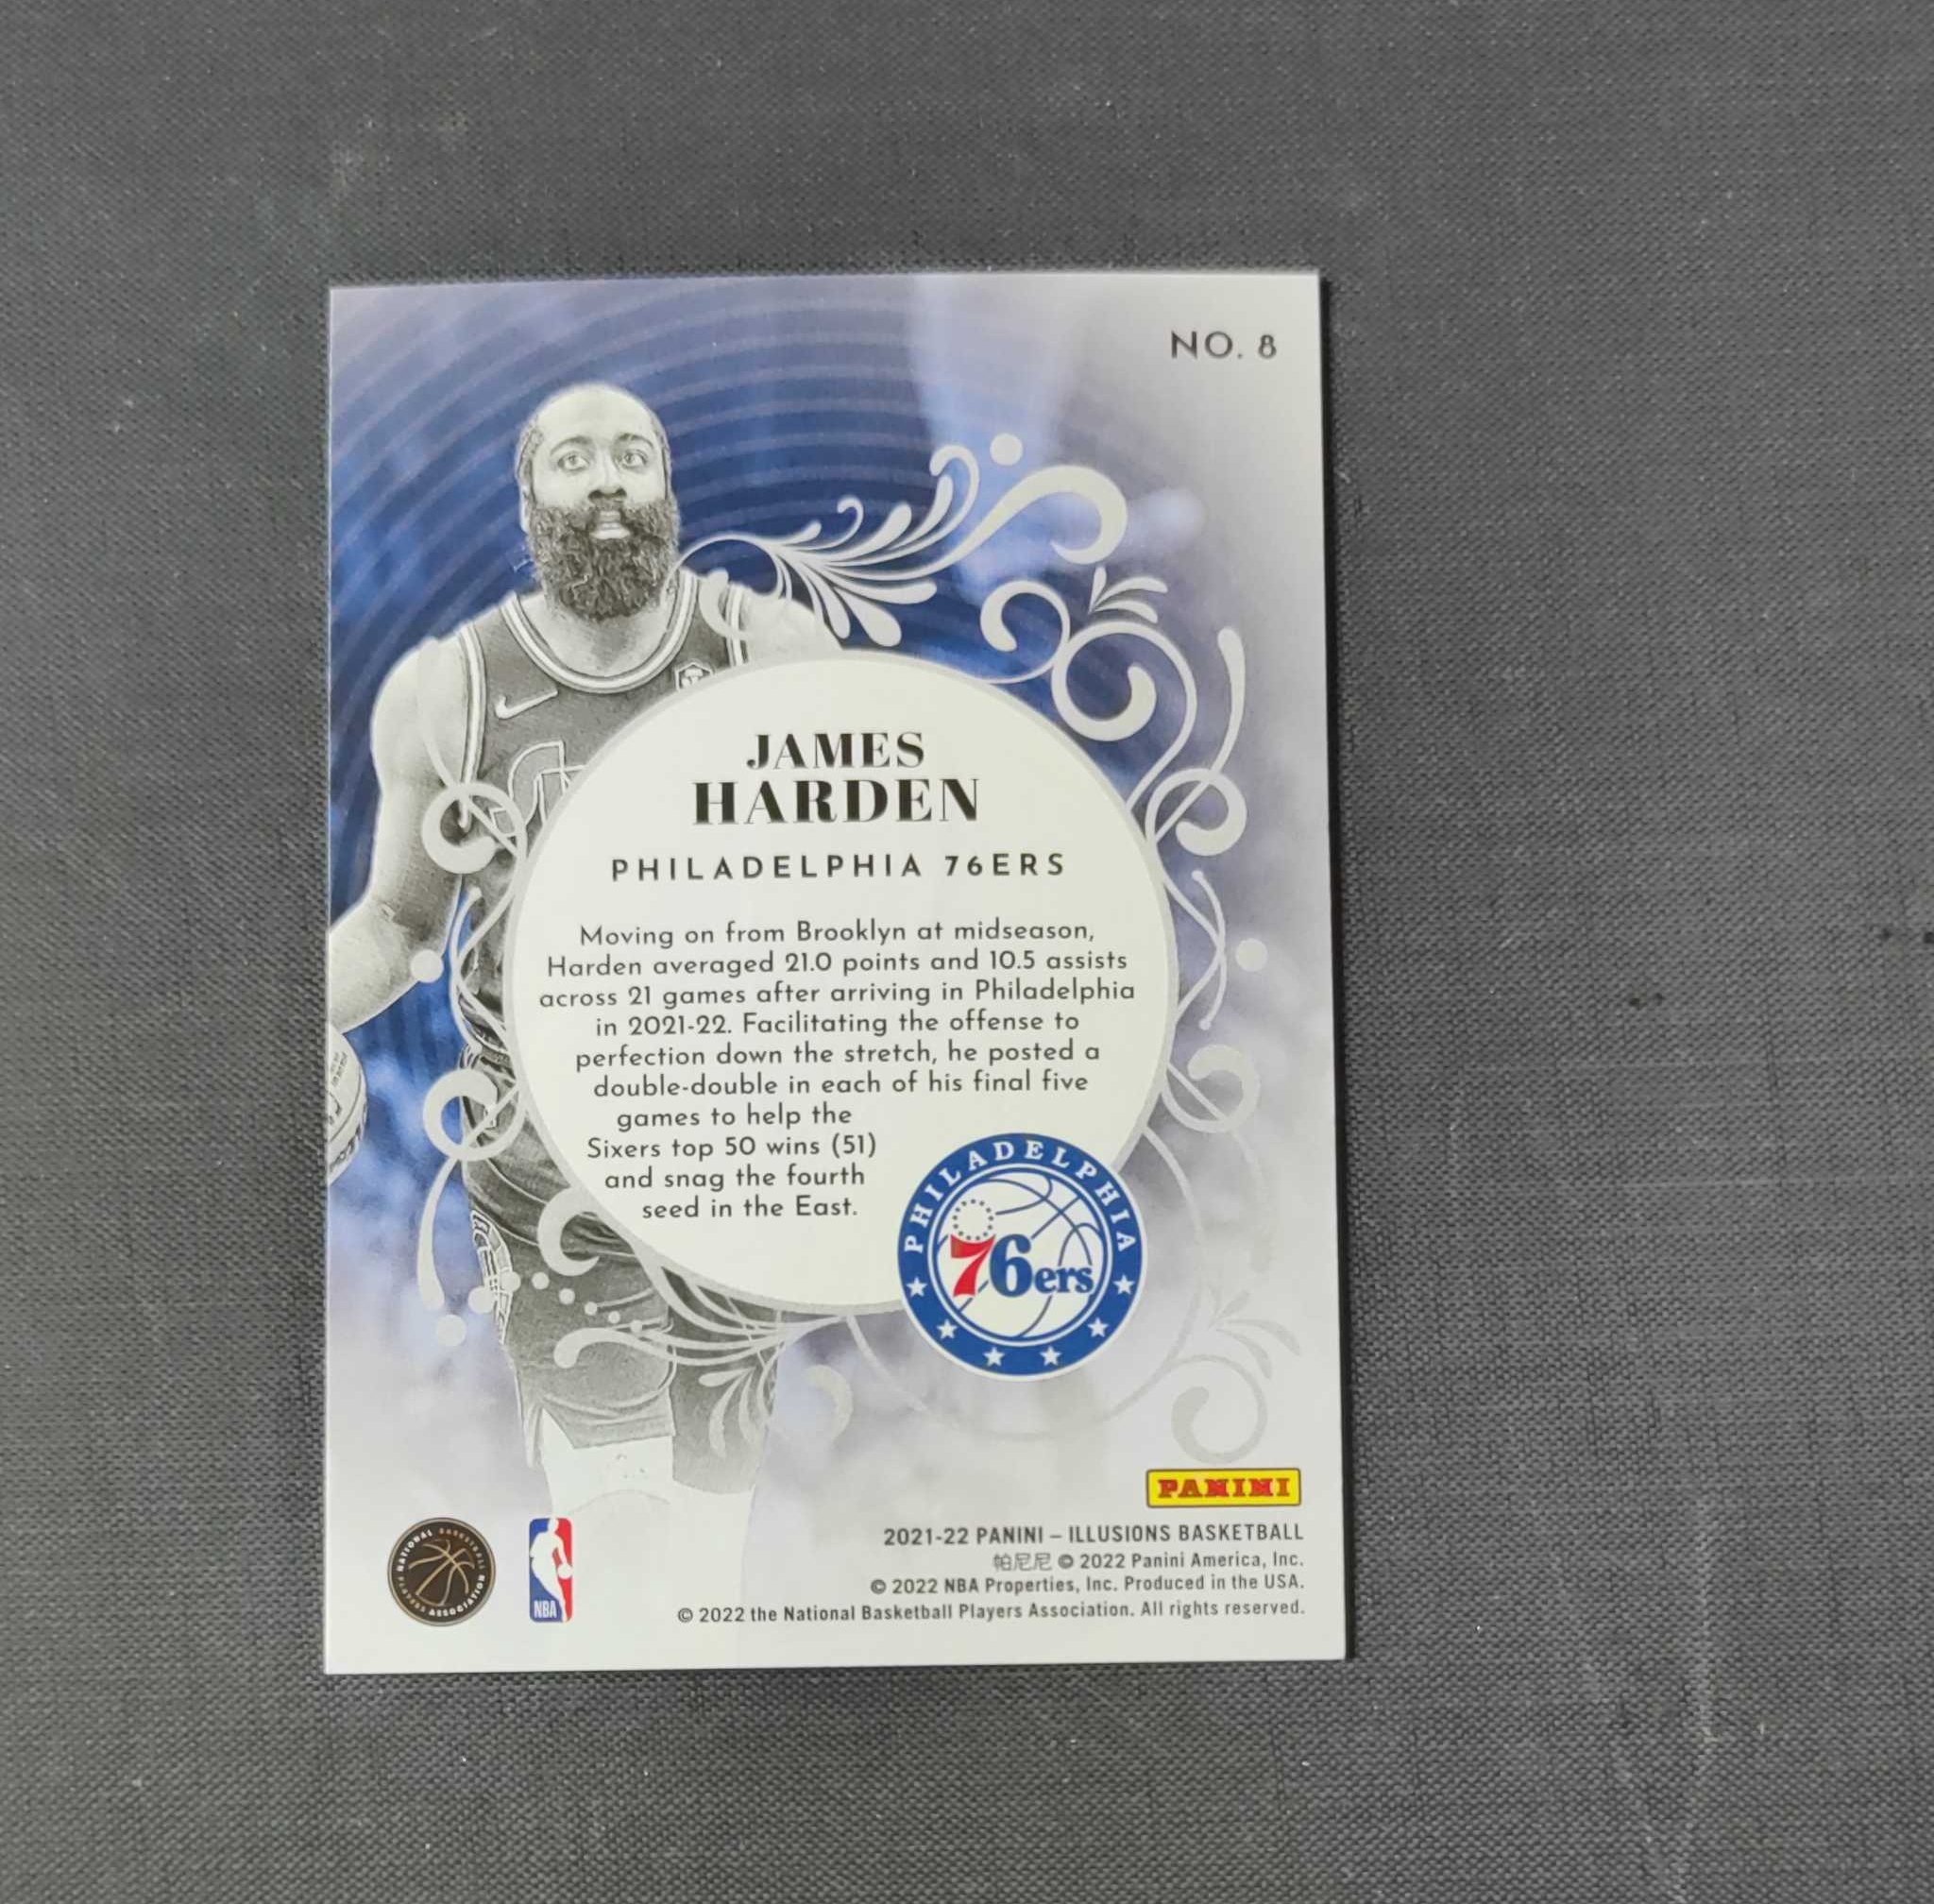 NO. 8
JAMES
HARDEN
PHILADELPHIA 76ERS
Moving on from Brooklyn at midseason,
Harden averaged 21.0 points and 10.5 assists
across 21 games after arriving in Philadelphia
in 2021-22. Facilitating the offense to
perfection down the stretch, he posted a
double-double in each of his final five
games to help the
Sixers top 50 wins (51)
and snag the fourth
seed in the East.
PHILADELPHIA
76ers
PANINI
2021-22 PANINI – ILLUSIONS BASKETBALL
帕尼尼 © 2022 Panini America, Inc.
© 2022 NBA Properties, Inc. Produced in the USA.
© 2022 the National Basketball Players Association. All rights reserved.
NATIONAL BASKETBALL
PLAYERS ASSOCIATION
NBA